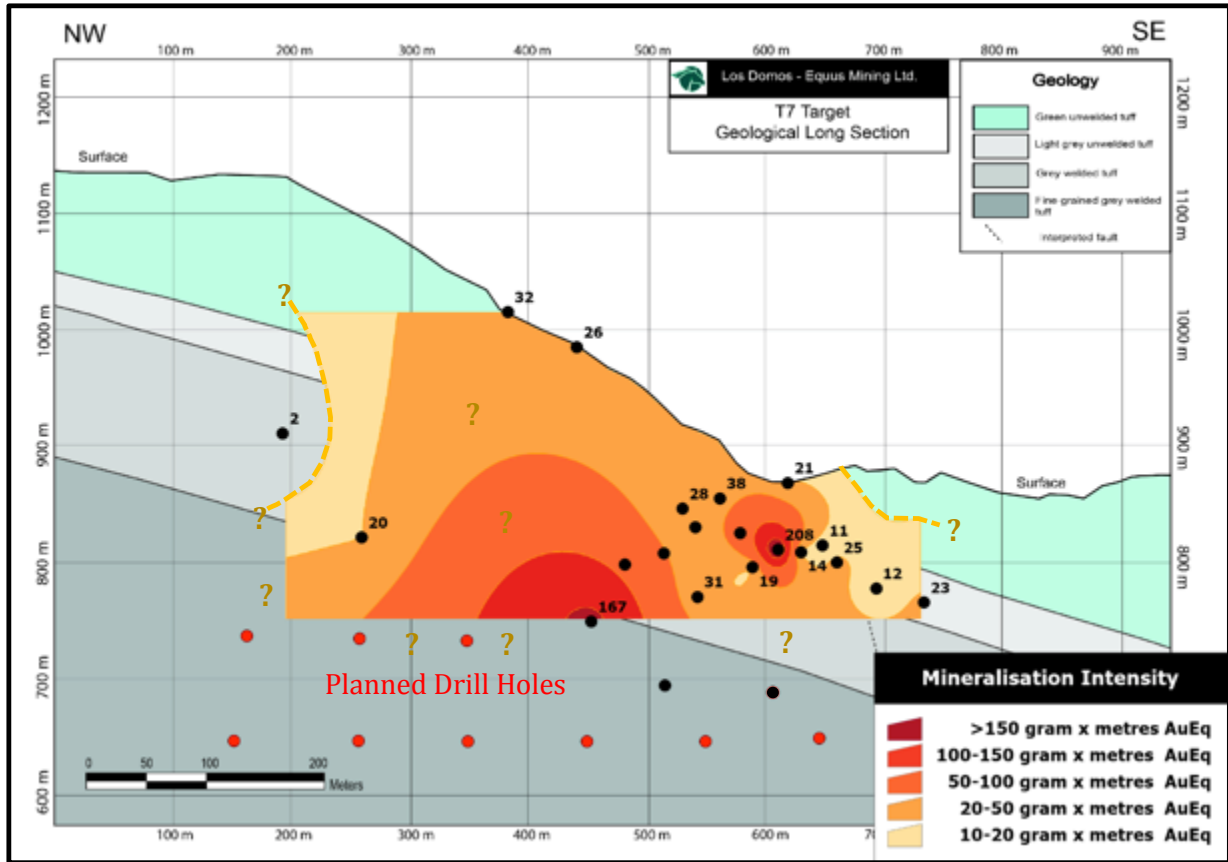 NW
SE
100 m 200 m 300 m 400 m 500 m 600 m 700 m 800 m 900 m
Los Domos - Equus Mining Ltd.
T7 Target
Geological Long Section
Geology
Green unwelded tuff
Light grey unwelded tuff
Grey welded tuff
Fine-grained grey welded
tuff
Interpreted fault
1200 m
1200 m
Surface
1100 m
1100 m
?
32
1000 m
1000 m
26
?
2
900 m
900 m
21
38
28
Surface
?
20
?
208
11
?
25
800 m
800 m
14
19
31
12
23
?
167
?
?
?
700 m
Planned Drill Holes
600 m
0 50 100 200
Meters
Mineralisation Intensity
>150 gram x metres AuEq
100-150 gram x metres AuEq
50-100 gram x metres AuEq
20-50 gram x metres AuEq
10-20 gram x metres AuEq
100 m 200 m 300 m 400 m 500 m 600 m